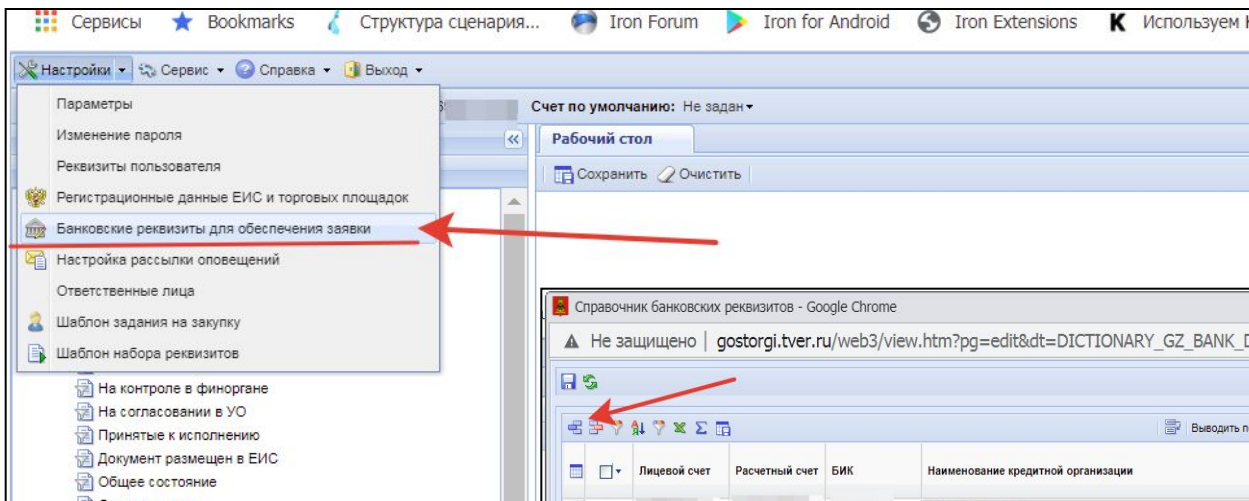 Сервисы Bookmarks Структура сценария... Iron Forum Iron for Android Iron Extensions Используем
Настройки Сервис Справка Выход
Параметры
Изменение пароля
Реквизиты пользователя
Регистрационные данные ЕИС и торговых площадок
Банковские реквизиты для обеспечения заявки
Настройка рассылки оповещений
Ответственные лица
Шаблон задания на закупку
Шаблон набора реквизитов
На контроле в финоргане
На согласовании в УО
Принятые к исполнению
Документ размещен в ЕИС
Общее состояние
Счет по умолчанию: Не задан
Рабочий стол
Сохранить Очистить
Справочник банковских реквизитов - Google Chrome
Не защищено | gostorgi.tver.ru/web3/view.htm?pg=edit&dt=DICTIONARY_GZ_BANK_D
Выводить п
Лицевой счет Расчетный счет БИК Наименование кредитной организации